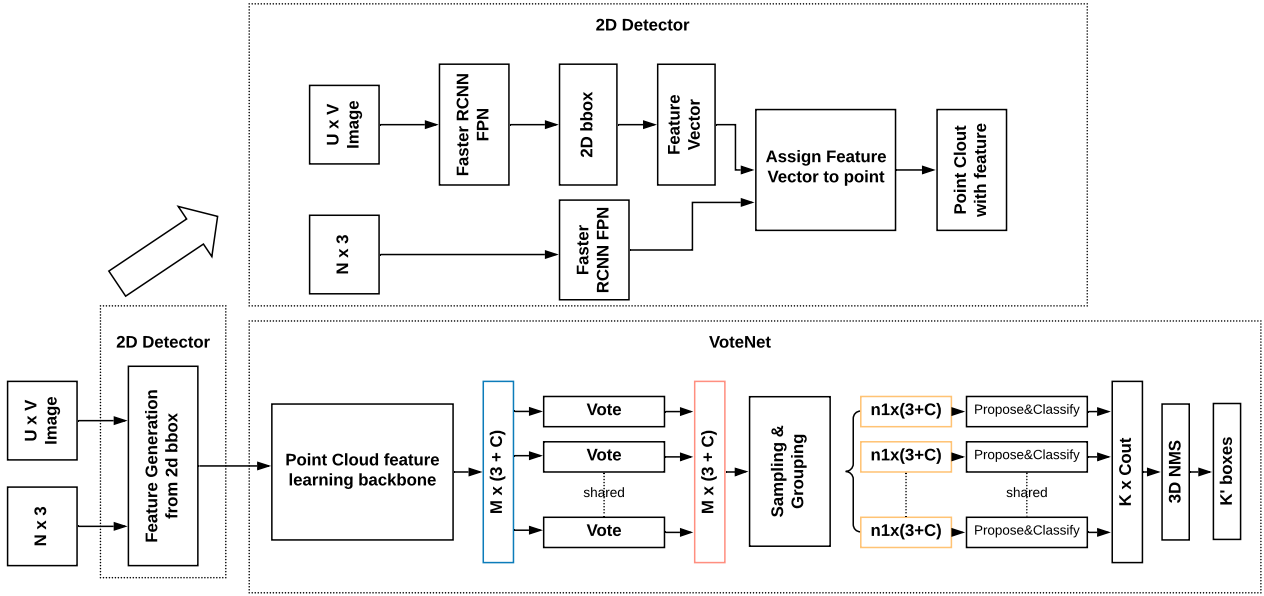 2D Detector
U x V
Image
Faster RCNN
FPN
2D bbox
Feature
Vector
Assign Feature
Vector to point
Point Clout
with feature
N x 3
Faster
RCNN FPN
2D Detector
U x V
Image
N x 3
Feature Generation
from 2d bbox
VoteNet
Point Cloud feature
learning backbone
M x (3 + C)
Vote
Vote
shared
Vote
M x (3 + C)
Sampling &
Grouping
n1x(3+C)
n1x(3+C)
n1x(3+C)
Propose&Classify
Propose&Classify
shared
Propose&Classify
K x Cout
3D NMS
K' boxes